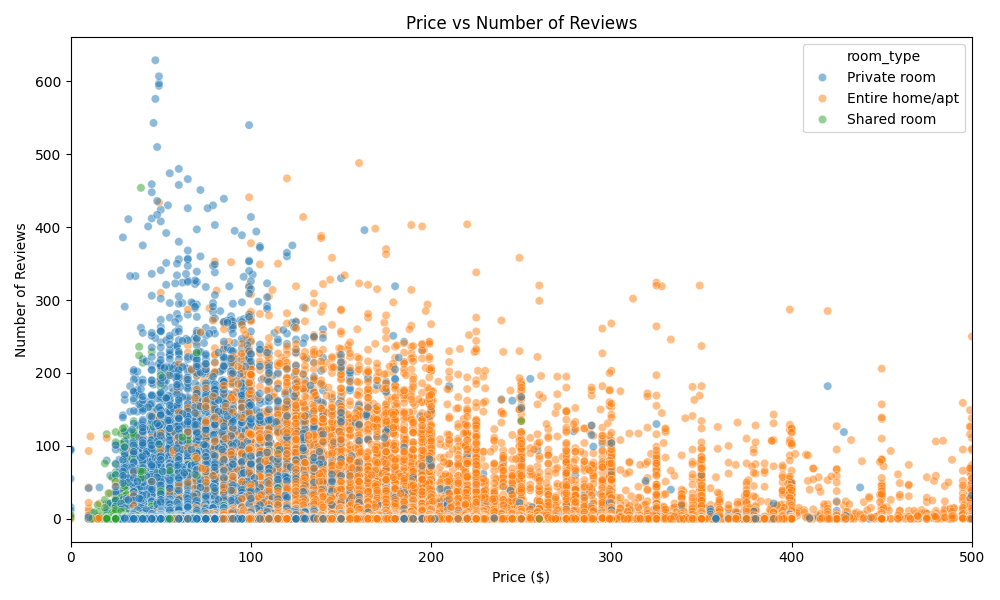 Price vs Number of Reviews
room_type
Private room
Entire home/apt
Shared room
Number of Reviews
600
500
400
300
200
100
0
0 100 200 300 400 500
Price ($)